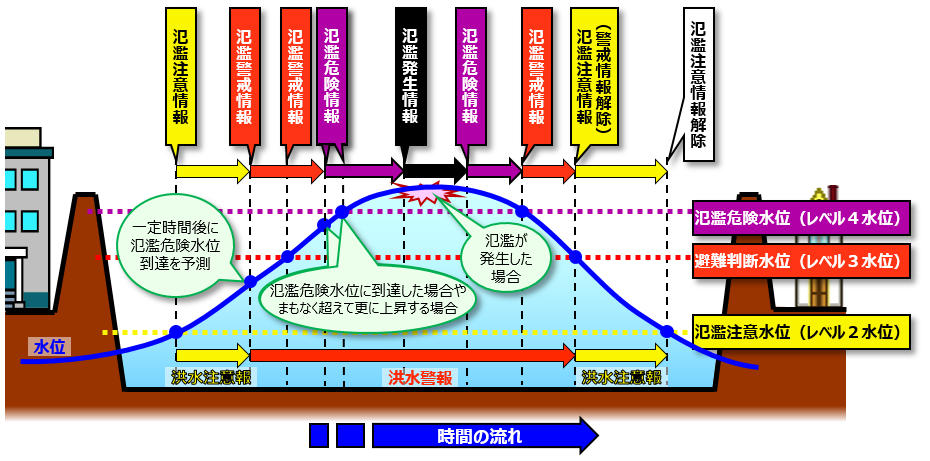 氾濫注意情報
氾濫警戒情報
氾濫警戒情報
氾濫危険情報
氾濫発生情報
氾濫危険情報
氾濫警戒情報
氾濫注意情報
（警戒情報解除）
氾濫注意情報解除
一定時間後に
氾濫危険水位
到達を予測
氾濫が
発生した
場合
氾濫危険水位に到達した場合や
まもなく超えて更に上昇する場合
氾濫危険水位（レベル４水位）
避難判断水位（レベル３水位）
氾濫注意水位（レベル２水位）
水位
洪水注意報
洪水警報
洪水注意報
時間の流れ